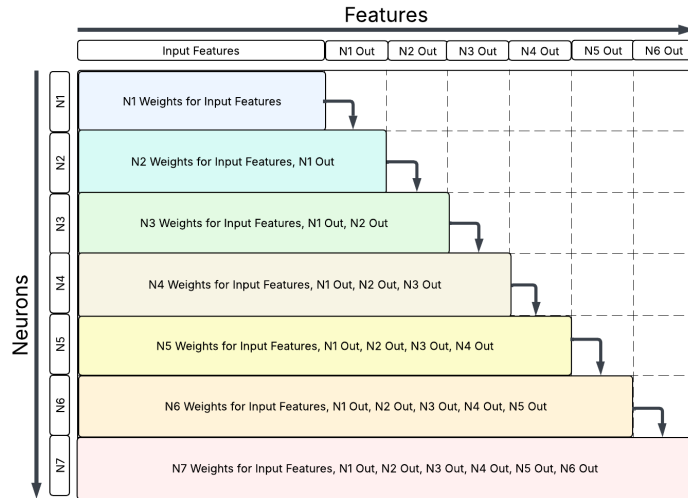 Features
Input Features N1 Out N2 Out N3 Out N4 Out N5 Out N6 Out
Neurons
N1
N1 Weights for Input Features
N2
N2 Weights for Input Features, N1 Out
N3
N3 Weights for Input Features, N1 Out, N2 Out
N4
N4 Weights for Input Features, N1 Out, N2 Out, N3 Out
N5
N5 Weights for Input Features, N1 Out, N2 Out, N3 Out, N4 Out
N6
N6 Weights for Input Features, N1 Out, N2 Out, N3 Out, N4 Out, N5 Out
N7
N7 Weights for Input Features, N1 Out, N2 Out, N3 Out, N4 Out, N5 Out, N6 Out